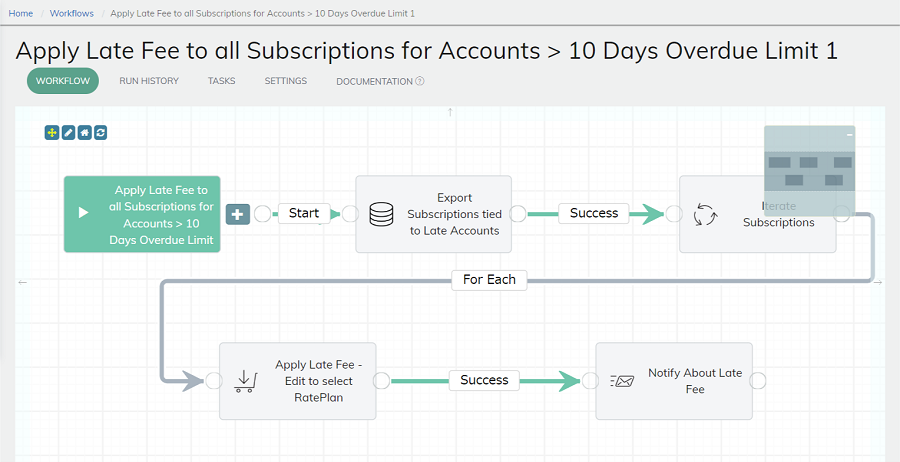 Home / Workflows / Apply Late Fee to all Subscriptions for Accounts > 10 Days Overdue Limit 1
Apply Late Fee to all Subscriptions for Accounts > 10 Days Overdue Limit 1
WORKFLOW RUN HISTORY TASKS SETTINGS DOCUMENTATION
Apply Late Fee to
all Subscriptions for
Accounts > 10
Days Overdue Limit
Start
Export
Subscriptions tied
to Late Accounts
Success
Iterate
Subscriptions
For Each
Apply Late Fee -
Edit to select
RatePlan
Success
Notify About Late
Fee